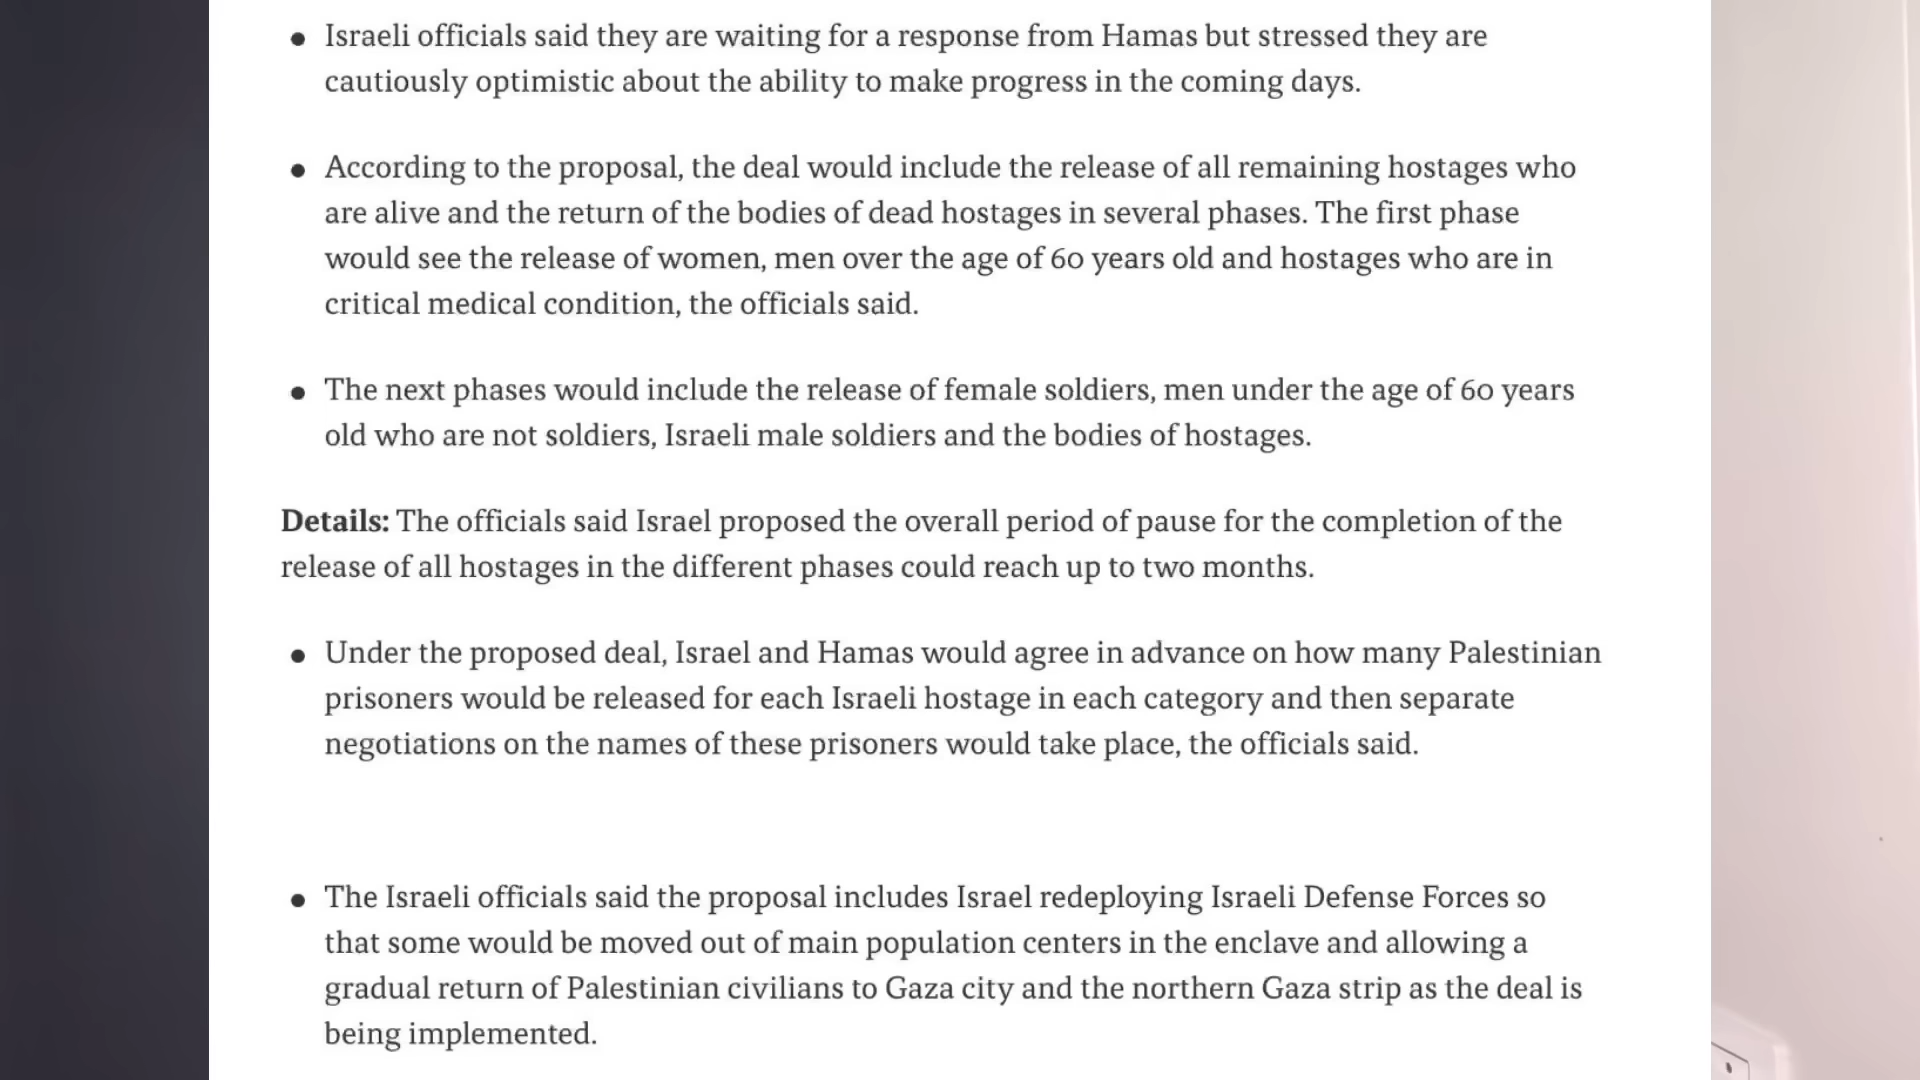 • Israeli officials said they are waiting for a response from Hamas but stressed they are
cautiously optimistic about the ability to make progress in the coming days.
• According to the proposal, the deal would include the release of all remaining hostages who
are alive and the return of the bodies of dead hostages in several phases. The first phase
would see the release of women, men over the age of 60 years old and hostages who are in
critical medical condition, the officials said.
• The next phases would include the release of female soldiers, men under the age of 60 years
old who are not soldiers, Israeli male soldiers and the bodies of hostages.
Details: The officials said Israel proposed the overall period of pause for the completion of the
release of all hostages in the different phases could reach up to two months.
• Under the proposed deal, Israel and Hamas would agree in advance on how many Palestinian
prisoners would be released for each Israeli hostage in each category and then separate
negotiations on the names of these prisoners would take place, the officials said.
• The Israeli officials said the proposal includes Israel redeploying Israeli Defense Forces so
that some would be moved out of main population centers in the enclave and allowing a
gradual return of Palestinian civilians to Gaza city and the northern Gaza strip as the deal is
being implemented.